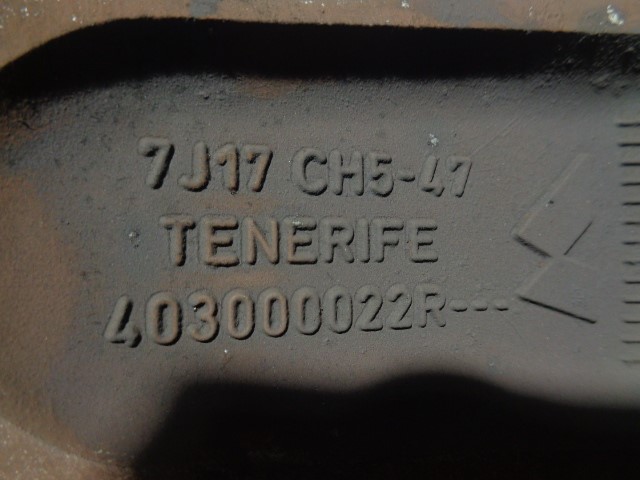 7J17 CH5-47
TENERIFE
403000022R---